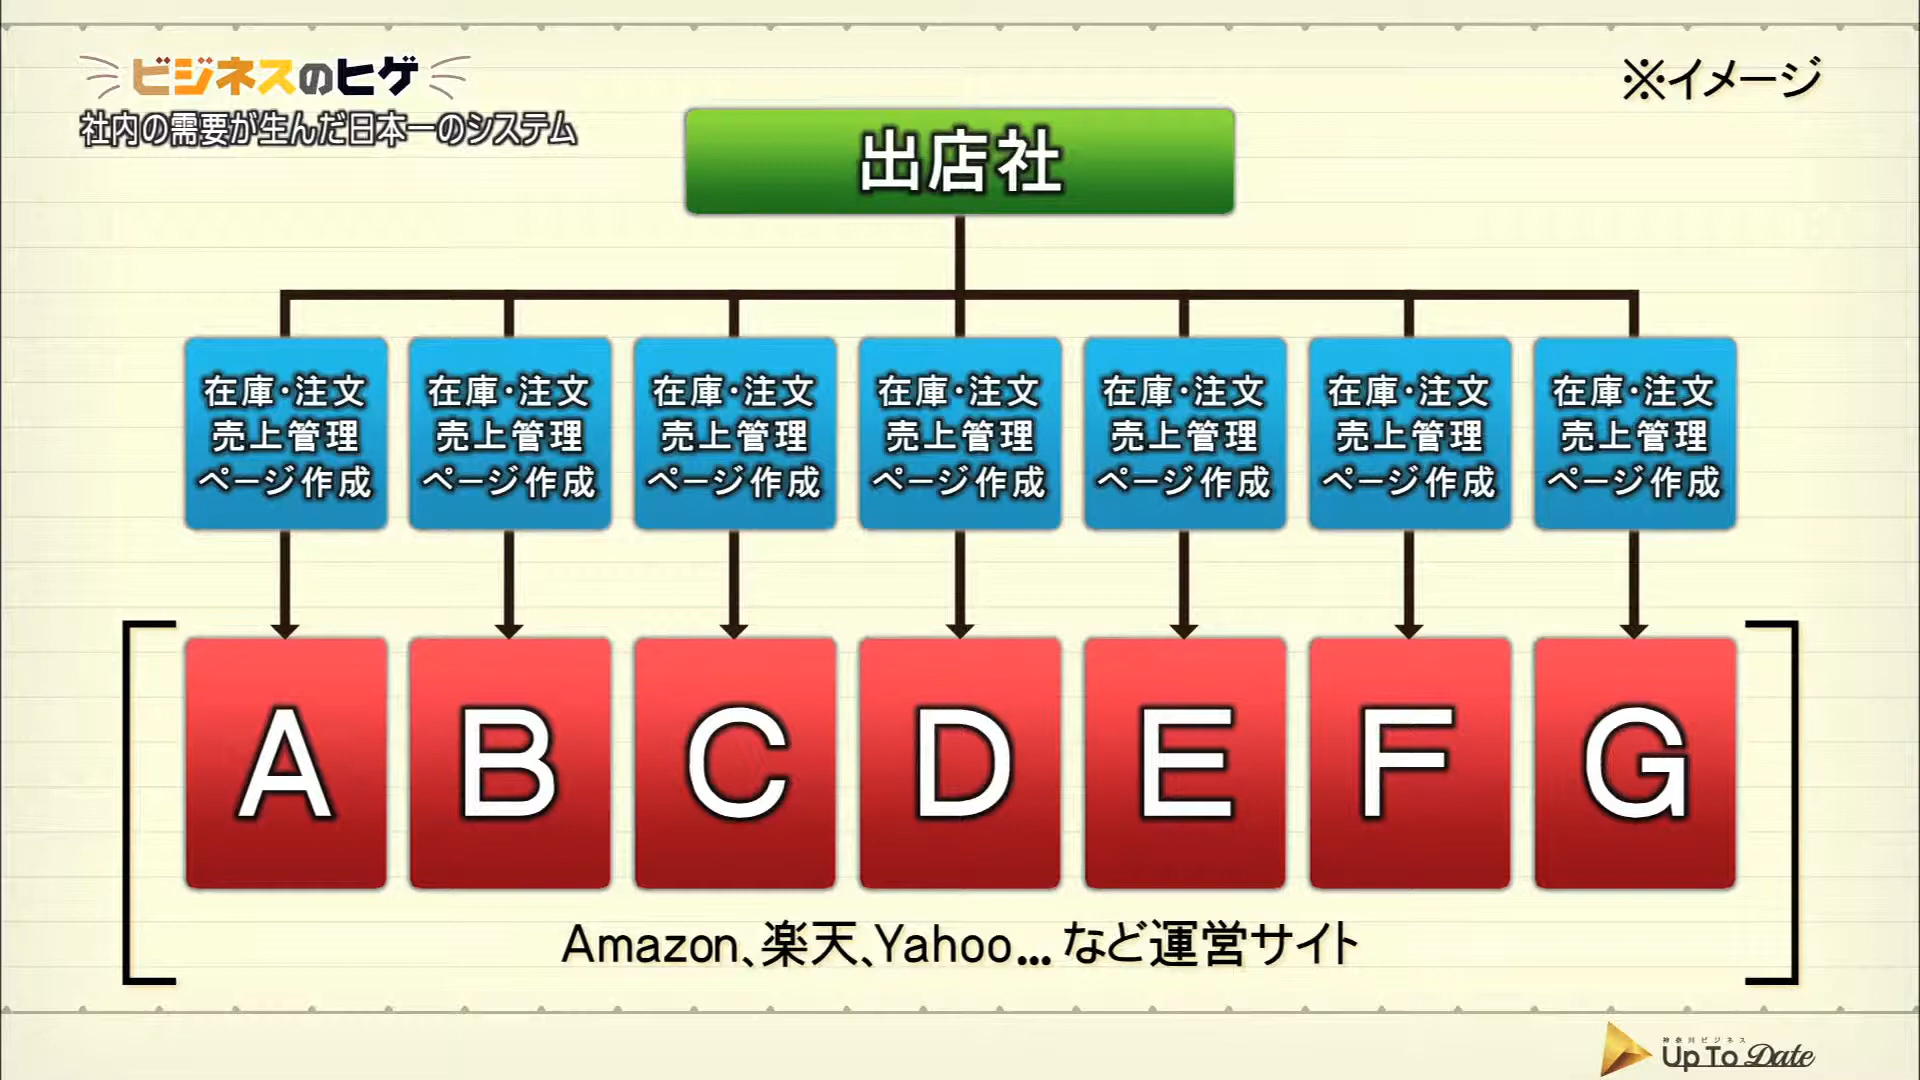 ビジネスのヒゲ
社内の需要が生んだ日本一のシステム
※イメージ
出店社
在庫・注文
売上管理
ページ作成
在庫・注文
売上管理
ページ作成
在庫・注文
売上管理
ページ作成
在庫・注文
売上管理
ページ作成
在庫・注文
売上管理
ページ作成
在庫・注文
売上管理
ページ作成
在庫・注文
売上管理
ページ作成
A
B
C
D
E
F
G
Amazon、楽天、Yahoo... など運営サイト
神奈川ビジネス
Up To Date